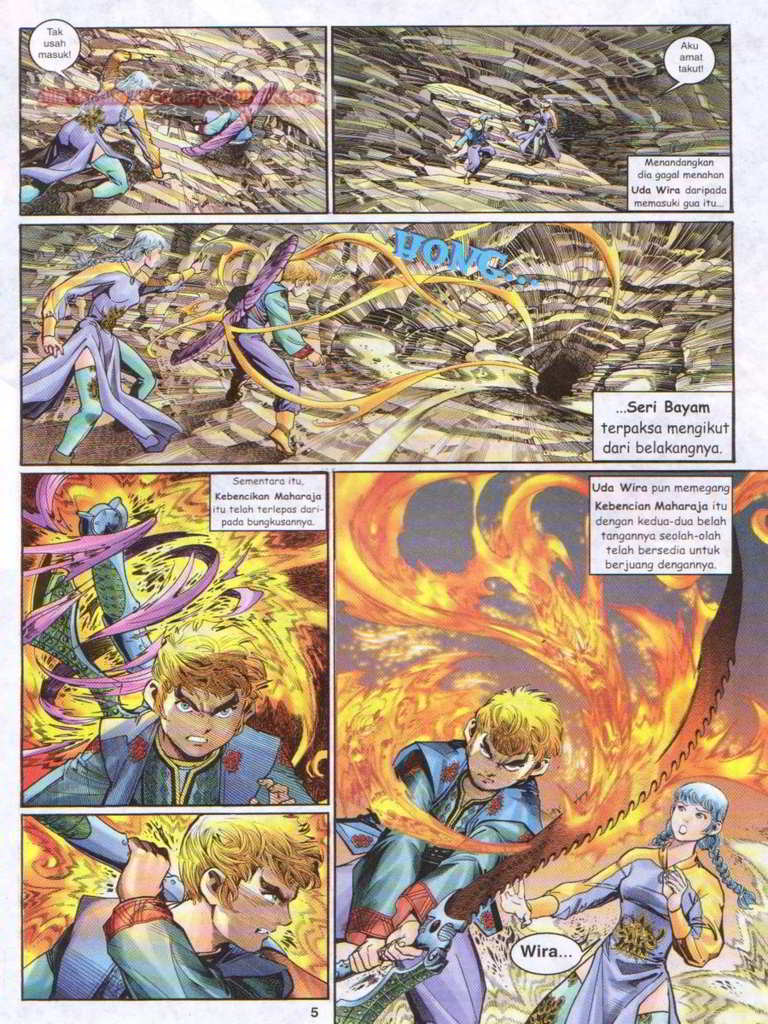 Tak
usah
masuk!
Aku
amat
takut!
Menandangkan
dia gagal menahan
Uda Wira daripada
memasuki gua itu...
HONG...
...Seri Bayam
terpaksa mengikut
dari belakangnya.
Sementara itu,
Kebencikan Maharaja
itu telah terlepas dari-
pada bungkusannya.
Uda Wira pun memegang
Kebencian Maharaja itu
dengan kedua-dua belah
tangannya seolah-olah
telah bersedia untuk
berjuang dengannya.
Wira...
5